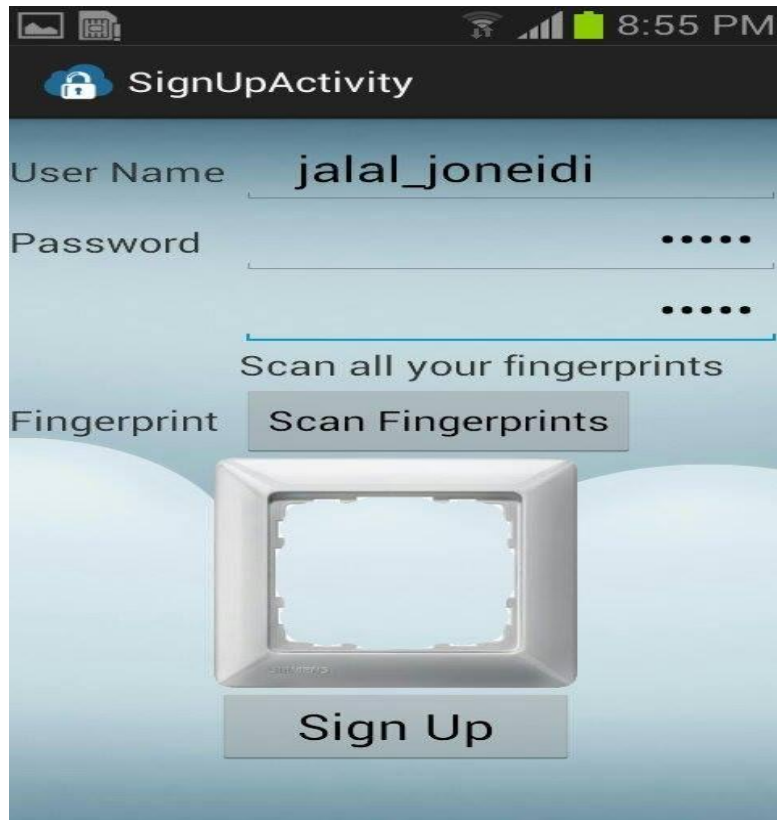 8:55 PM
SignUpActivity
User Name jalal_joneidi
Password •••••
•••••
Scan all your fingerprints
Fingerprint Scan Fingerprints
Sign Up